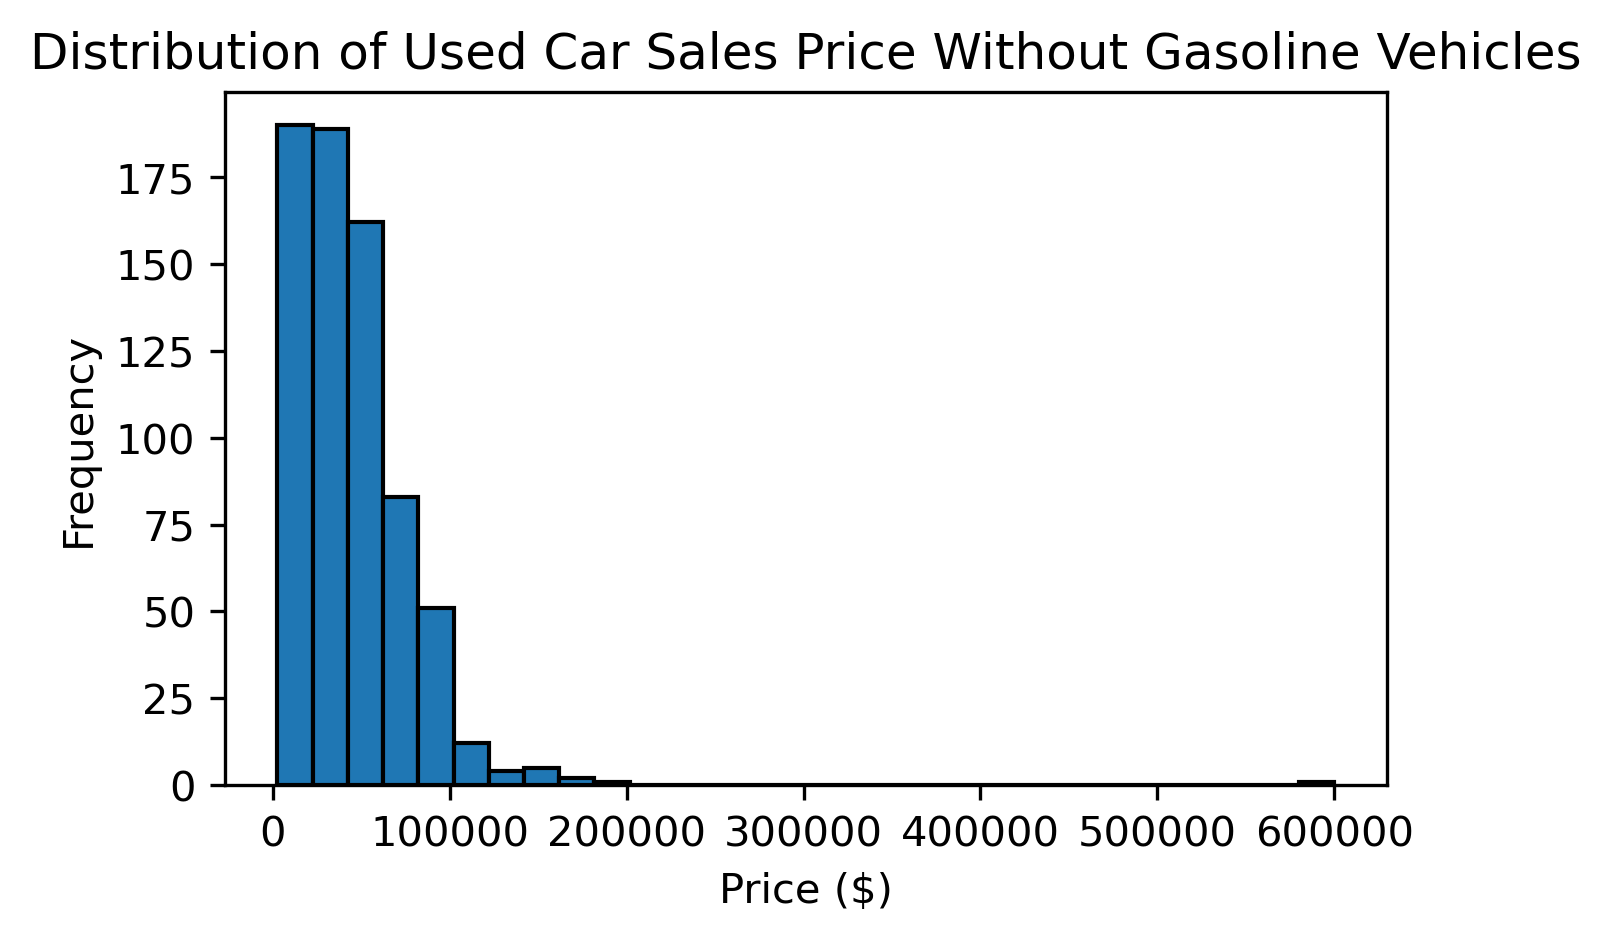 Distribution of Used Car Sales Price Without Gasoline Vehicles
Frequency
175
150
125
100
75
50
25
0
0 100000 200000 300000 400000 500000 600000
Price ($)